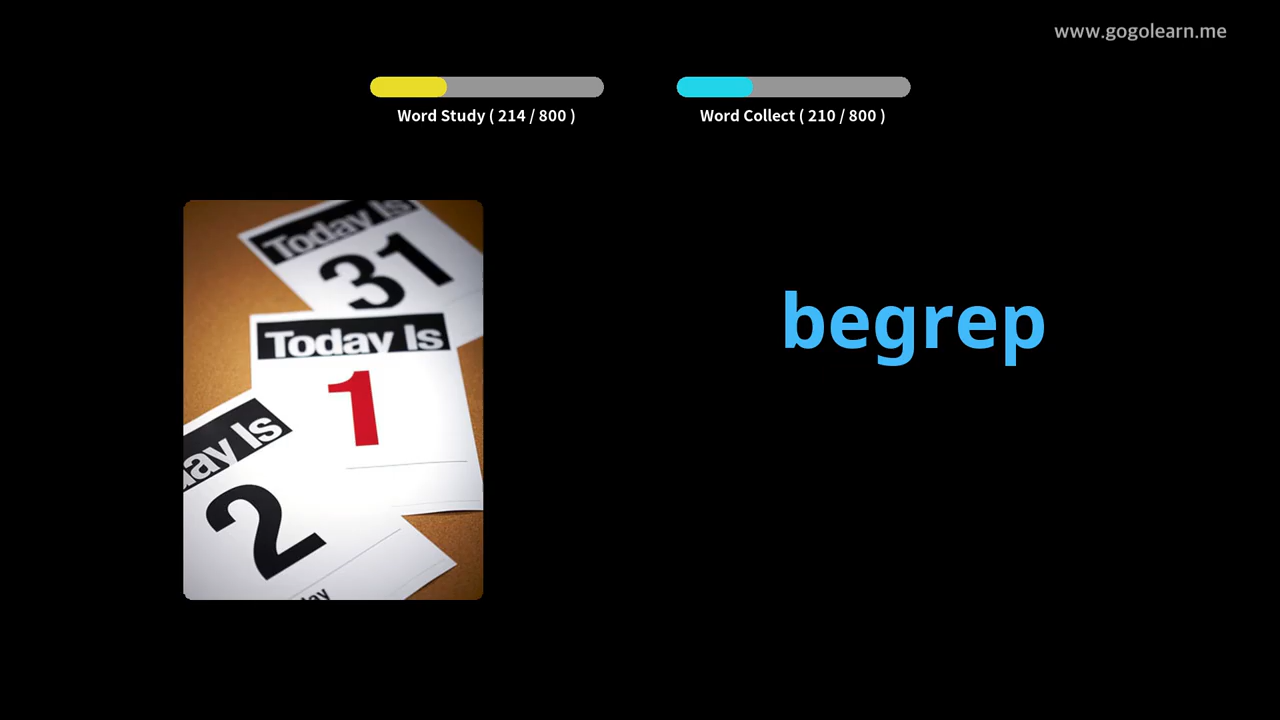 www.gogolearn.me
Word Study ( 214 / 800 )
Word Collect ( 210 / 800 )
Today Is
31
Today Is
1
ay Is
2
begrep